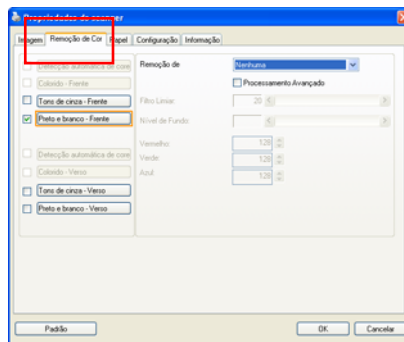 Propriedades do scanner
Imagem Remoção de Cor Papel Configuração Informação
Detecção automática de core
Colorido - Frente
Tons de cinza - Frente
Preto e branco - Frente
Detecção automática de core
Colorido - Verso
Tons de cinza - Verso
Preto e branco - Verso
Remoção de Nenhuma
Processamento Avançado
Filtro Limiar: 20
Nível de Fundo:
Vermelho: 128
Verde: 128
Azul: 128
Padrão OK Cancelar